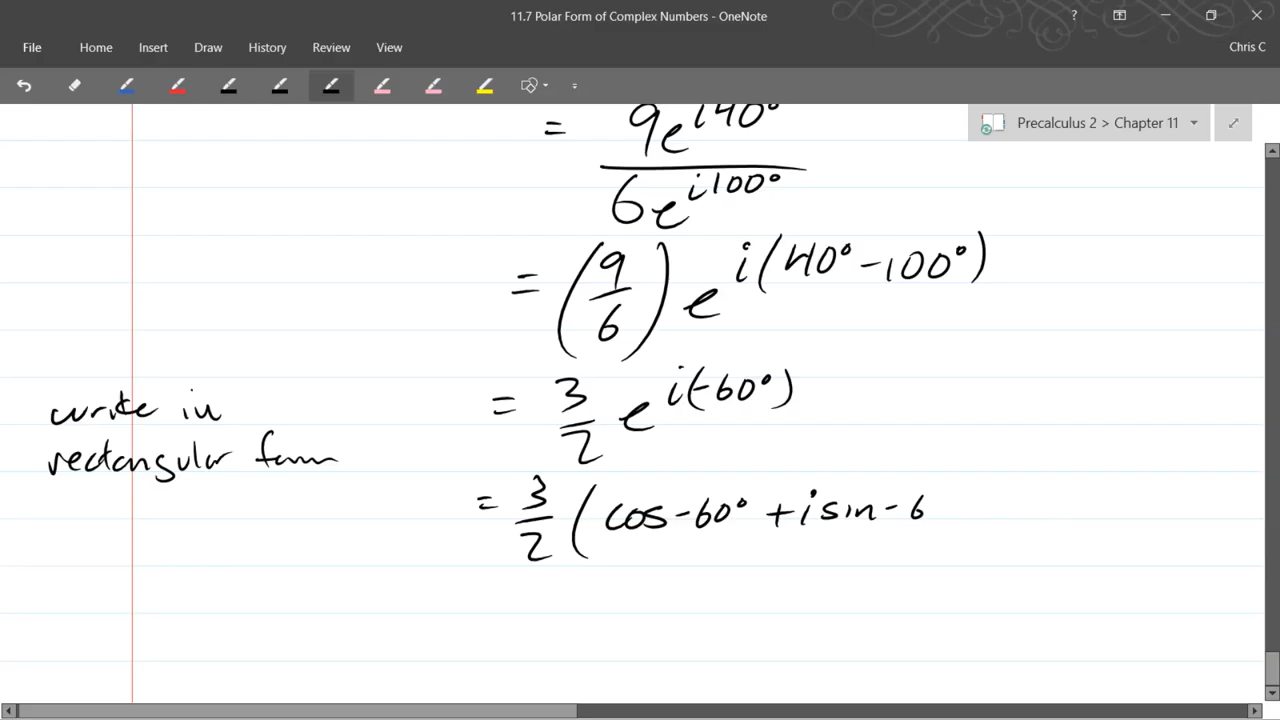 11.7 Polar Form of Complex Numbers - OneNote
?
File Home Insert Draw History Review View Chris C
Precalculus 2 > Chapter 11
= 9e^{i40°}
6e^{i100°}
= (9/6) e^{i(40°-100°)}
= 3/2 e^{i(-60°)}
write in
rectangular form
= 3/2 (cos-60° + i sin-6